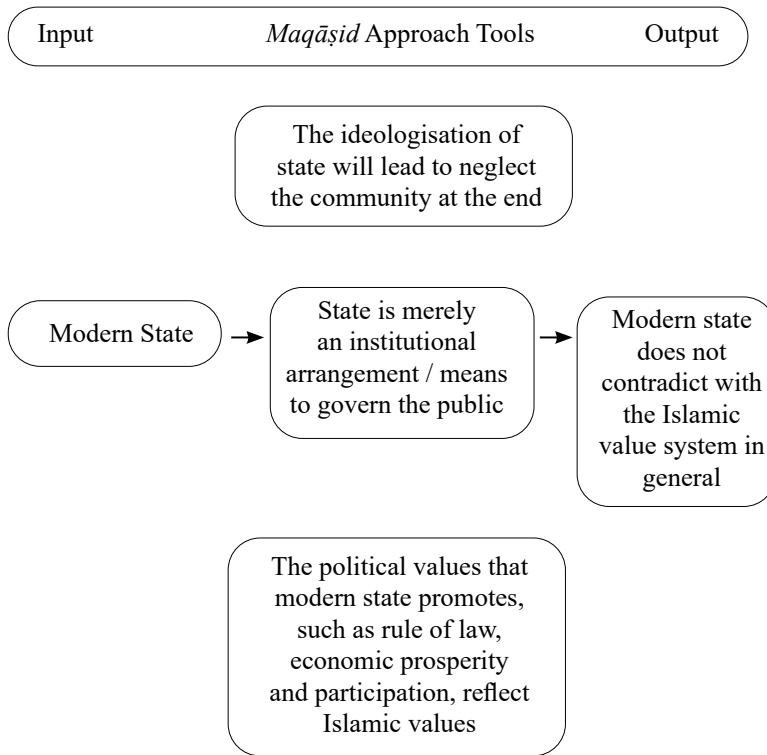 Input Maqāṣid Approach Tools Output
The ideologisation of
state will lead to neglect
the community at the end
Modern State
State is merely
an institutional
arrangement / means
to govern the public
Modern state
does not
contradict with
the Islamic
value system in
general
The political values that
modern state promotes,
such as rule of law,
economic prosperity
and participation, reflect
Islamic values